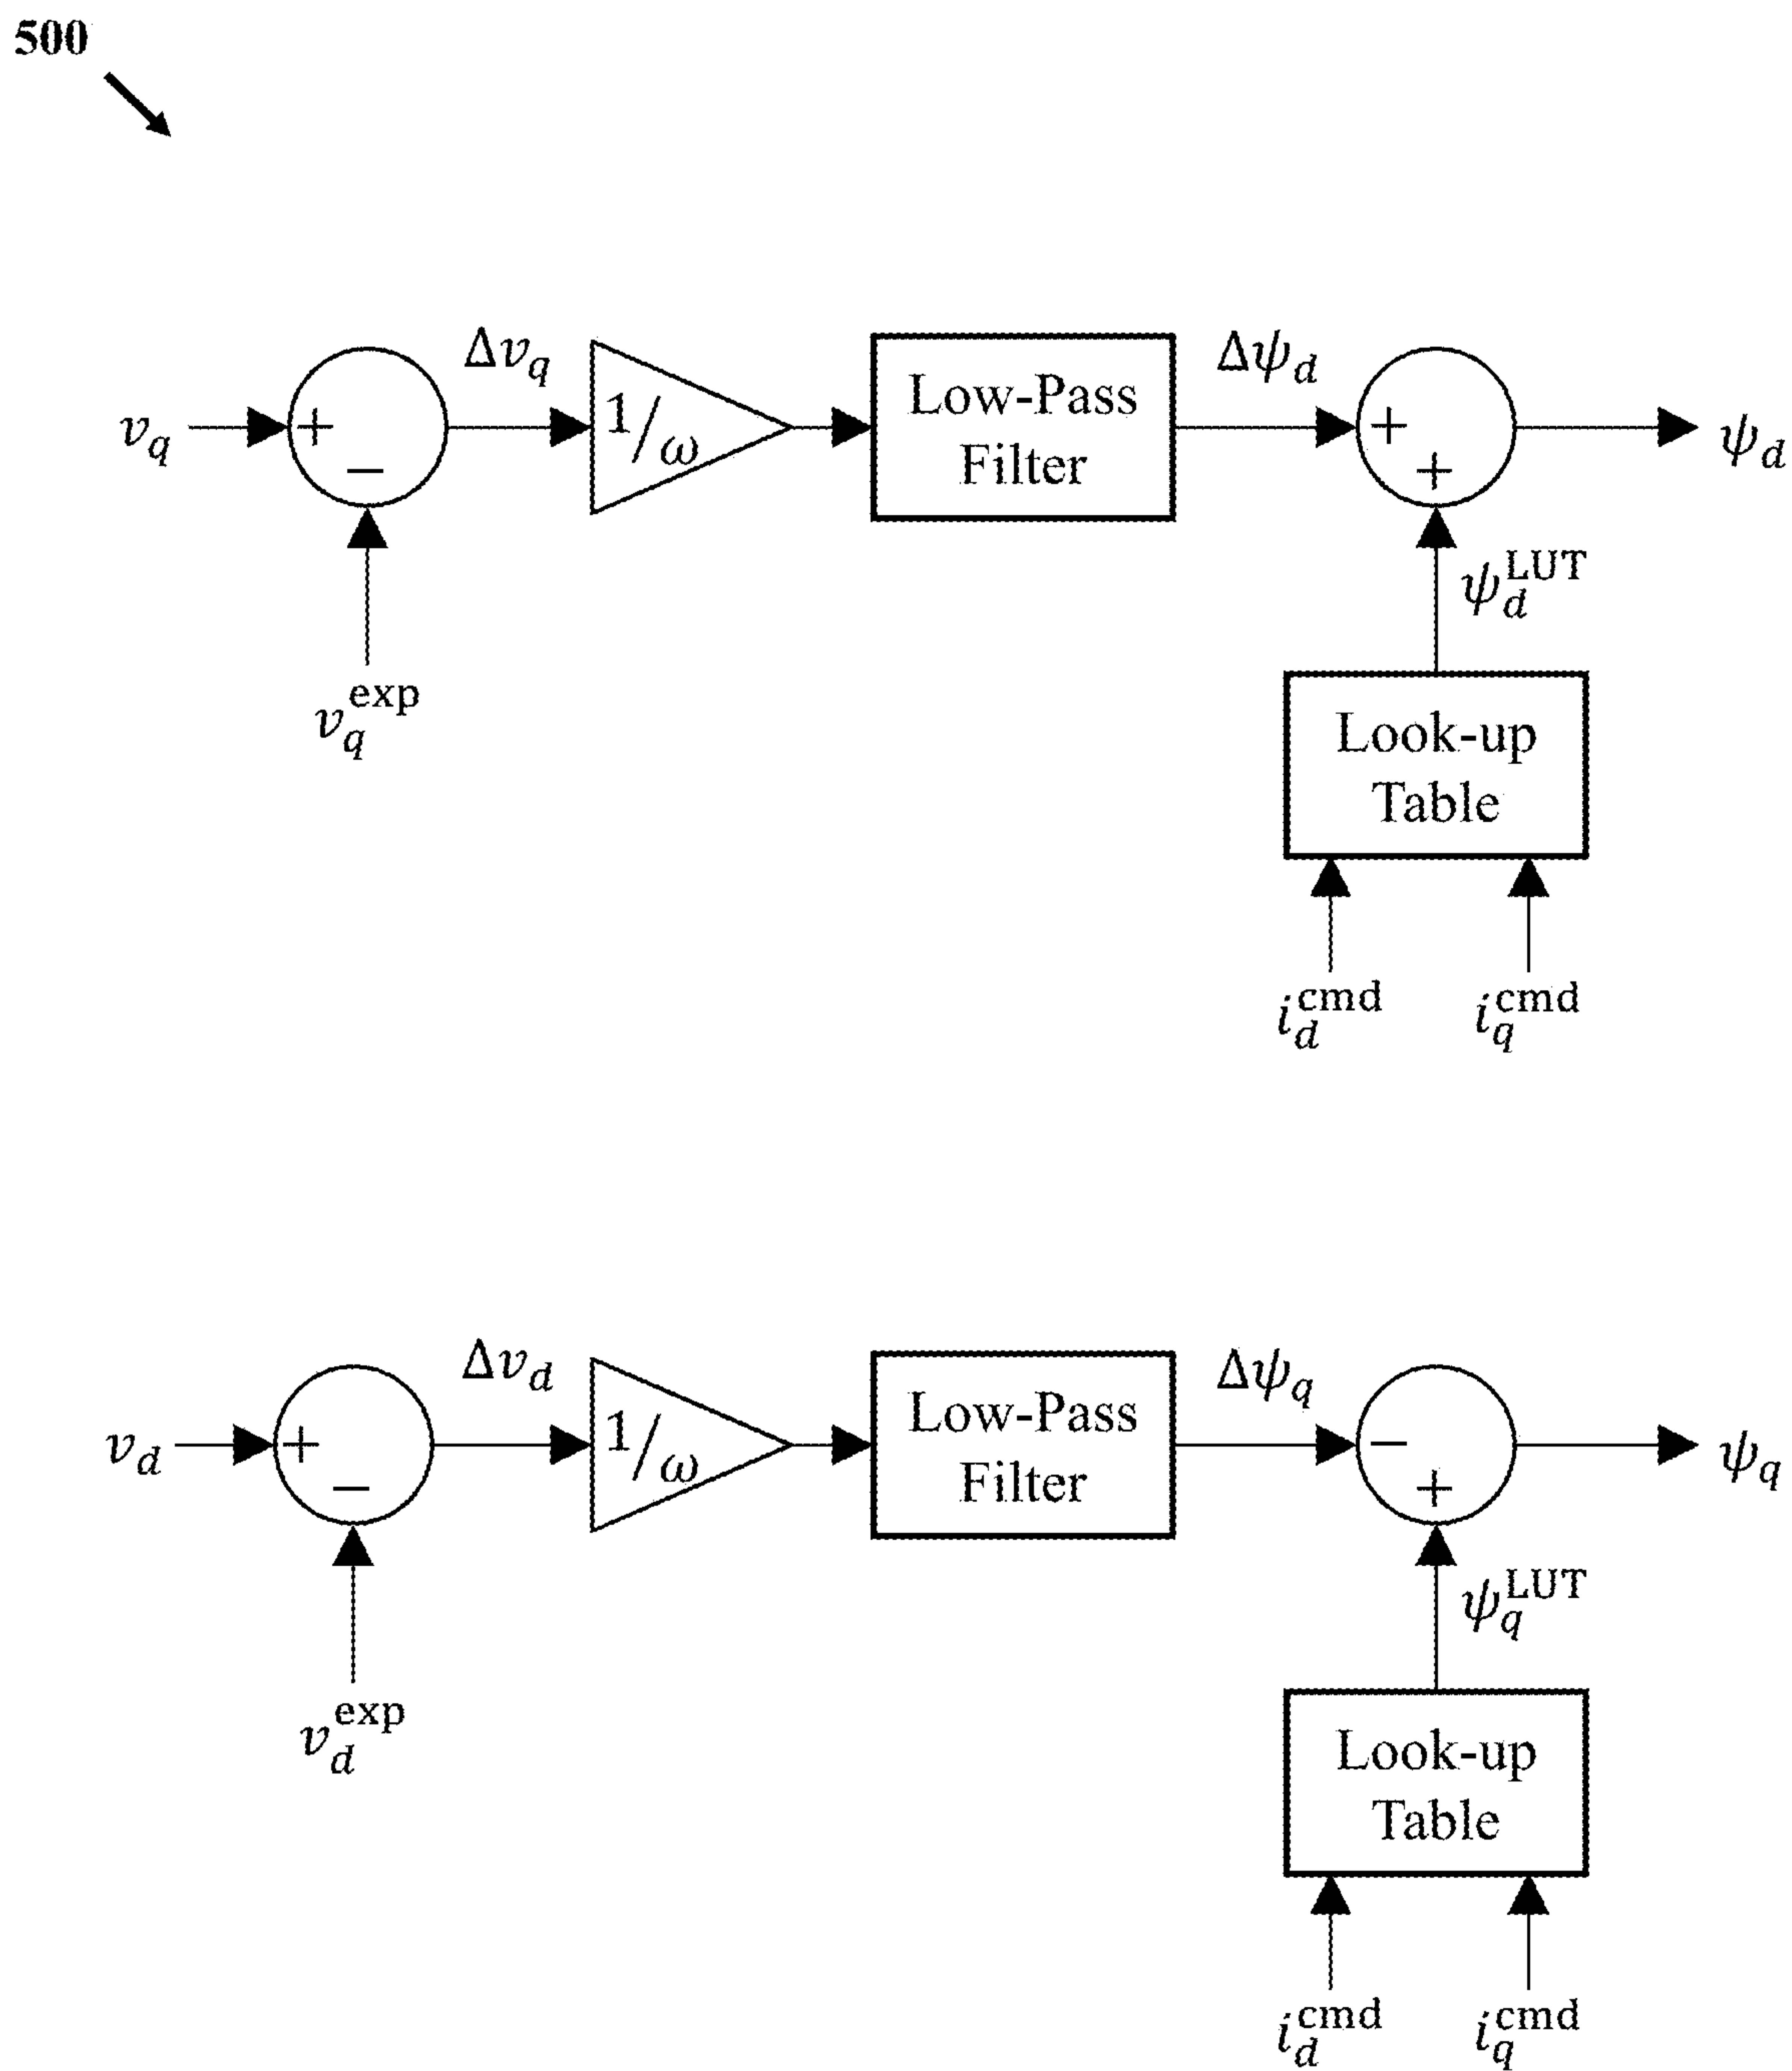 500
Δv_q
Δψ_d
v_q
+
−
1/ω
Low-Pass
Filter
+
+
ψ_d
ψ_d^LUT
v_q^exp
Look-up
Table
i_d^cmd
i_q^cmd
Δv_d
Δψ_q
v_d
+
−
1/ω
Low-Pass
Filter
−
+
ψ_q
ψ_q^LUT
v_d^exp
Look-up
Table
i_d^cmd
i_q^cmd